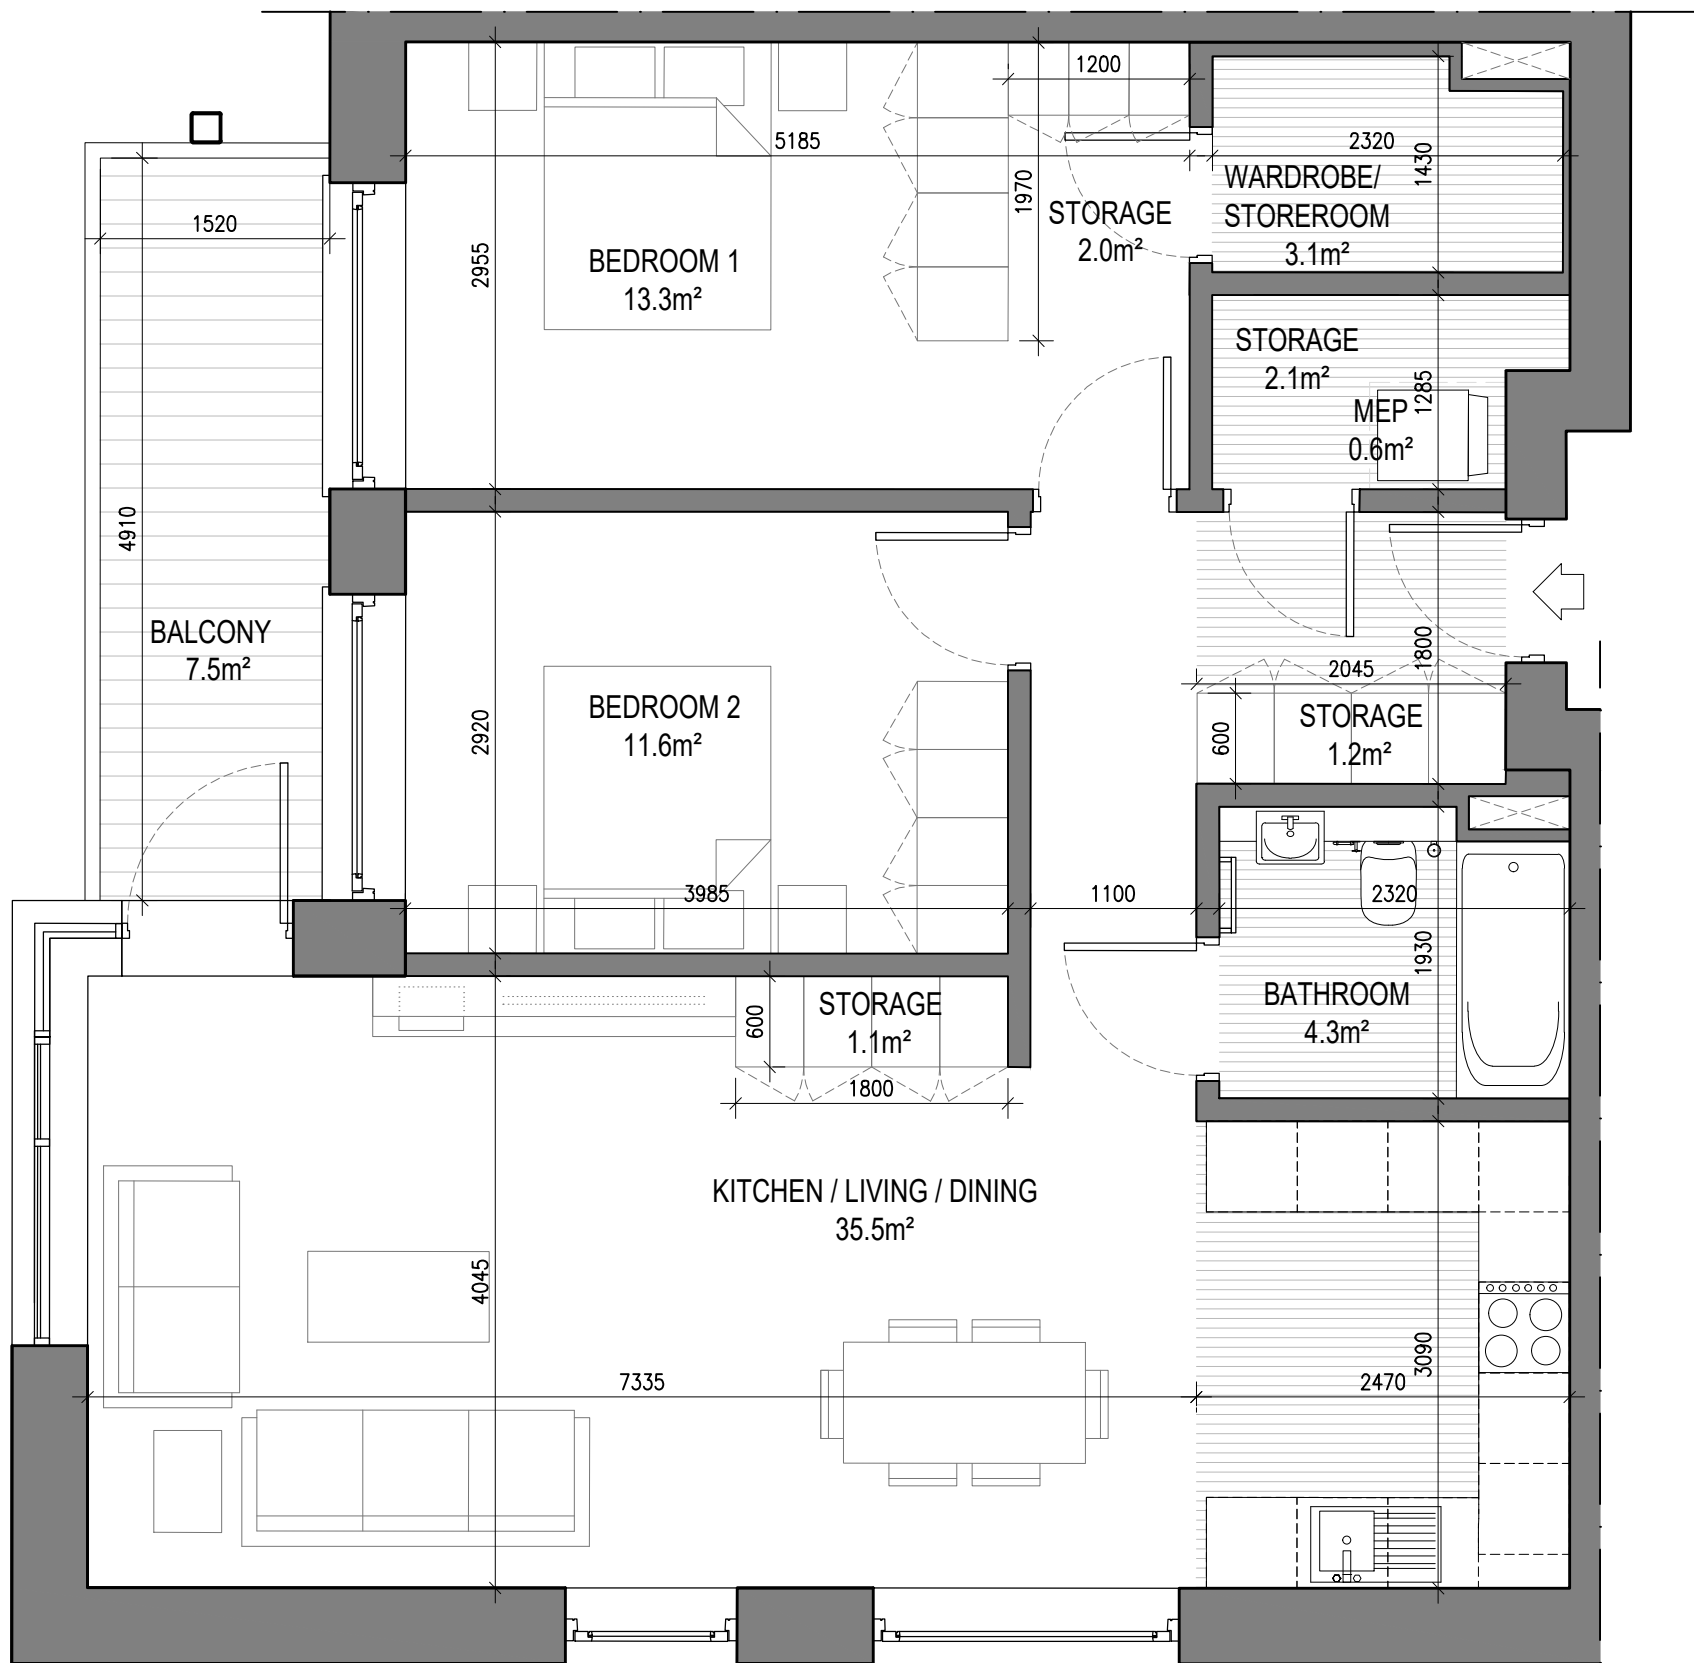 1200
5185
2320
1430
WARDROBE/
STOREROOM
3.1m²
1970
STORAGE
2.0m²
1520
2955
BEDROOM 1
13.3m²
STORAGE
2.1m²
1285
MEP
0.6m²
4910
BALCONY
7.5m²
1800
2045
BEDROOM 2
11.6m²
2920
600
STORAGE
1.2m²
3985
1100
2320
1930
BATHROOM
4.3m²
600
STORAGE
1.1m²
1800
KITCHEN / LIVING / DINING
35.5m²
4045
3090
7335
2470